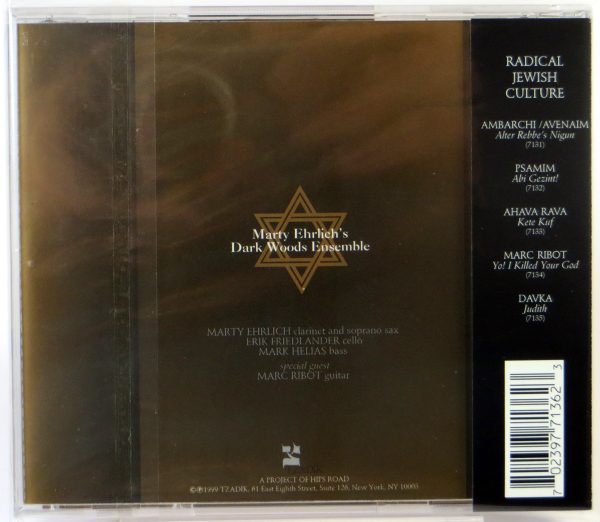 Marty Ehrlich's
Dark Woods Ensemble
MARTY EHRLICH clarinet and soprano sax
ERIK FRIEDLANDER cello
MARK HELIAS bass
special guest
MARC RIBOT guitar
TZADIK
A PROJECT OF HIPS ROAD
©℗1999 TZADIK, #1 East Eighth Street, Suite 126, New York, NY 10003
RADICAL
JEWISH
CULTURE
AMBARCHI / AVENAIM
Alter Rebbe's Nigun
(7131)
PSAMIM
Abi Gezint!
(7132)
AHAVA RAVA
Kete Kuf
(7133)
MARC RIBOT
Yo! I Killed Your God
(7134)
DAVKA
Judith
(7135)
7 02397 71362 3